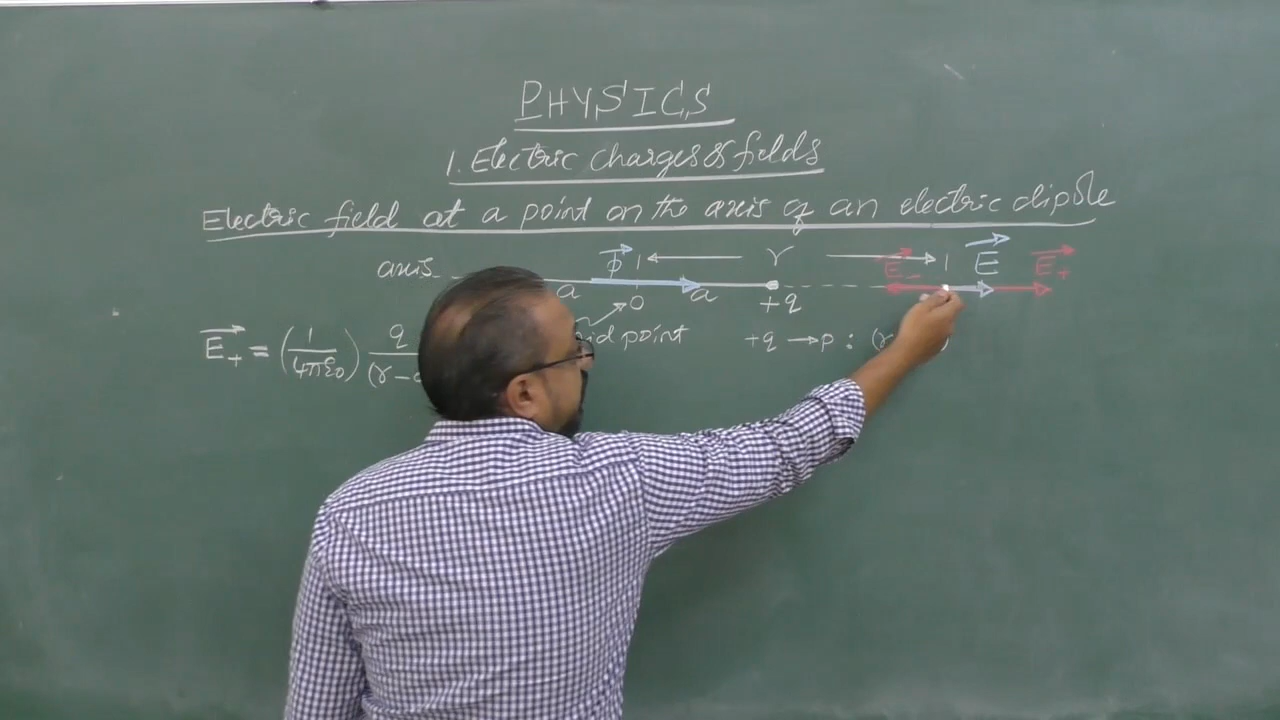 PHYSICS
1. Electric charges & fields
Electric field at a point on the axis of an electric dipole
axis p⃗ r E⃗₋ E⃗ E⃗₊
a O a +q
mid point +q → p : (r
E⃗₊ = (1/4πε₀) q/(r-a